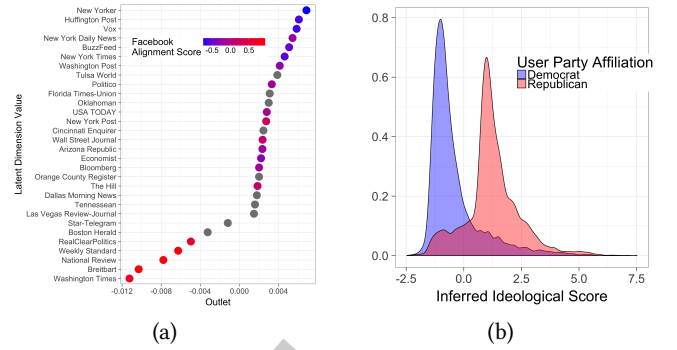 New Yorker
Huffington Post
Vox
New York Daily News
BuzzFeed
New York Times
Washington Post
Tulsa World
Politico
Florida Times-Union
Oklahoman
USA TODAY
New York Post
Cincinnati Enquirer
Wall Street Journal
Arizona Republic
Economist
Bloomberg
Orange County Register
The Hill
Dallas Morning News
Tennessean
Las Vegas Review-Journal
Star-Telegram
Boston Herald
RealClearPolitics
Weekly Standard
National Review
Breitbart
Washington Times
Latent Dimension Value
Facebook
Alignment Score
-0.5 0.0 0.5
-0.012 -0.008 -0.004 0.000 0.004
Outlet
(a)
0.8
0.6
0.4
0.2
0.0
User Party Affiliation
Democrat
Republican
-2.5 0.0 2.5 5.0 7.5
Inferred Ideological Score
(b)